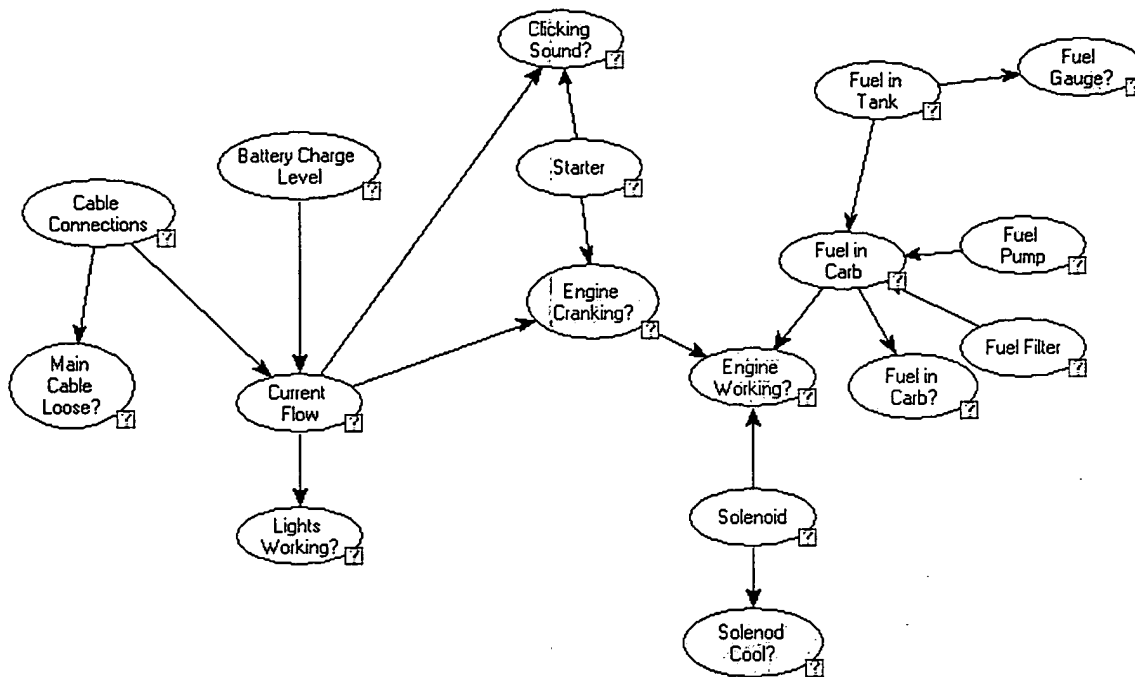 Clicking
Sound?
?
Fuel in
Tank
?
Fuel
Gauge?
?
Battery Charge
Level
?
Starter
?
Cable
Connections
?
Fuel in
Carb
?
Fuel
Pump
?
Engine
Cranking?
?
Main
Cable
Loose?
?
Current
Flow
?
Engine
Working?
?
Fuel in
Carb?
?
Fuel Filter
?
Lights
Working?
?
Solenoid
?
Solenod
Cool?
?